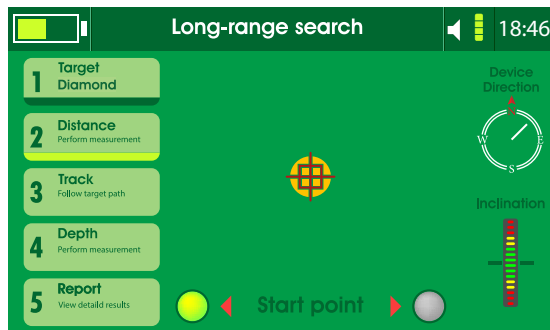 Long-range search
18:46
1 Target
Diamond
2 Distance
Perform measurement
3 Track
Follow target path
4 Depth
Perform measurement
5 Report
View detaild results
Device
Direction
N
W E
S
Inclination
Start point